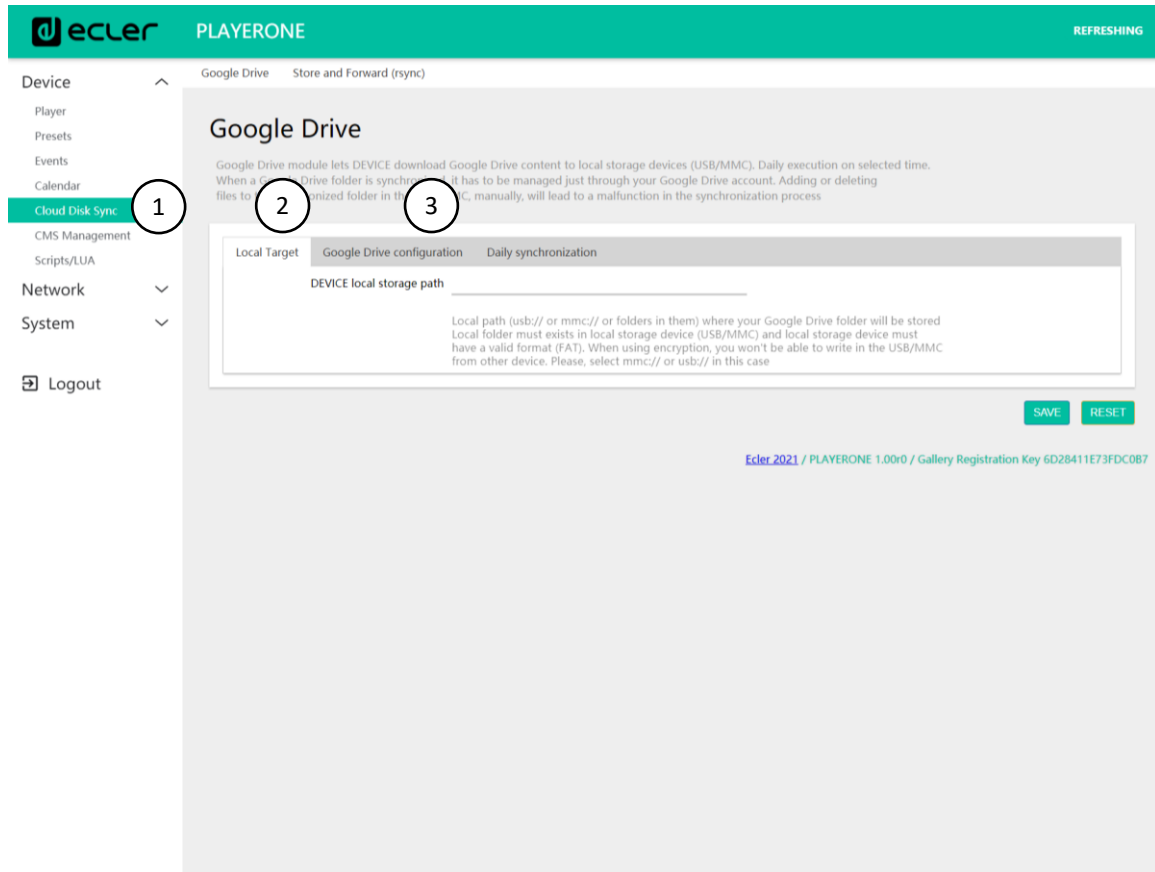 ecler
PLAYERONE
REFRESHING
Device
Player
Presets
Events
Calendar
Cloud Disk Sync
CMS Management
Scripts/LUA
Network
System
Logout
Google Drive Store and Forward (rsync)
Google Drive
Google Drive module lets DEVICE download Google Drive content to local storage devices (USB/MMC). Daily execution on selected time.
When a Drive folder is it has to be managed just through your Google Drive account. Adding or deleting
files to folder in manually, will lead to a malfunction in the synchronization process
1
2
3
Local Target Google Drive configuration Daily synchronization
DEVICE local storage path
Local path (usb:// or mmc:// or folders in them) where your Google Drive folder will be stored
Local folder must exists in local storage device (USB/MMC) and local storage device must
have a valid format (FAT). When using encryption, you won't be able to write in the USB/MMC
from other device. Please, select mmc:// or usb:// in this case
SAVE RESET
Ecler 2021 / PLAYERONE 1.00r0 / Gallery Registration Key 6D28411E73FDC0B7